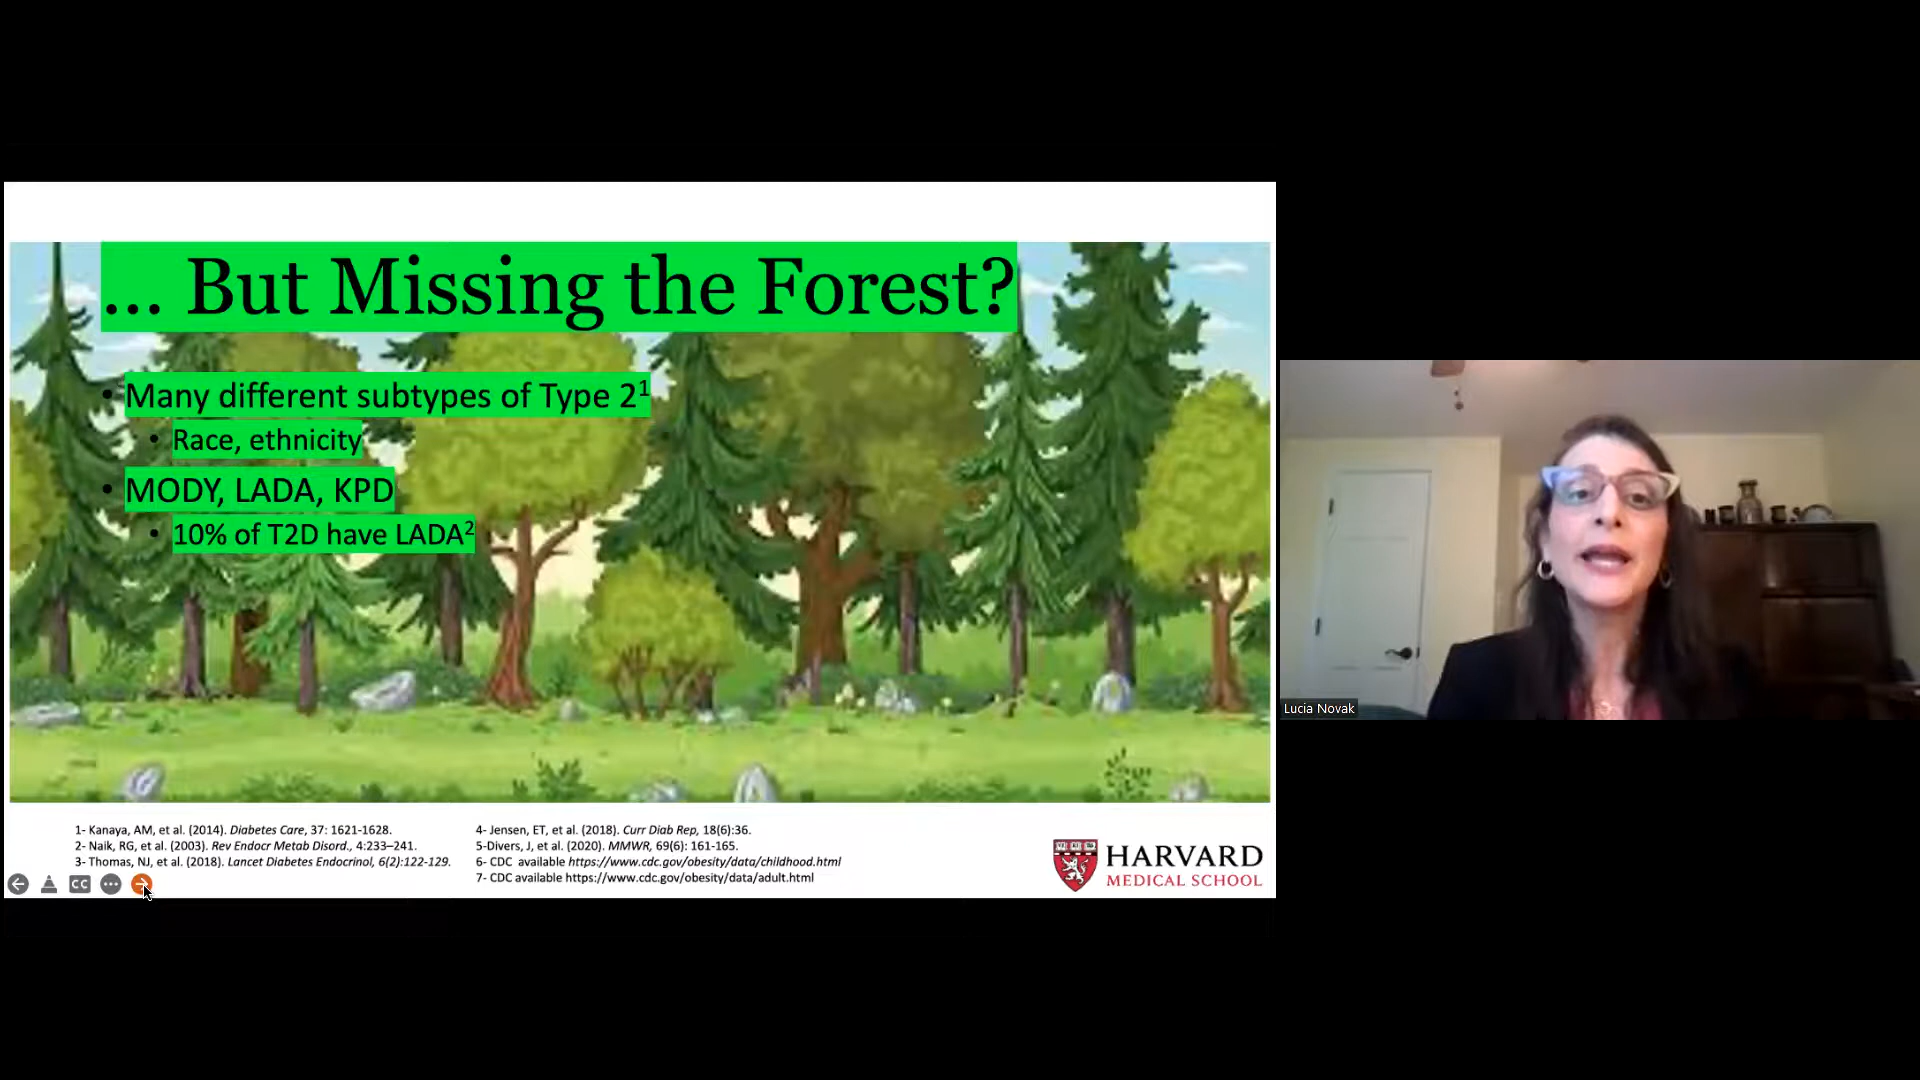 ... But Missing the Forest?
• Many different subtypes of Type 2¹
• Race, ethnicity
• MODY, LADA, KPD
• 10% of T2D have LADA²
1- Kanaya, AM, et al. (2014). Diabetes Care, 37: 1621-1628.
2- Naik, RG, et al. (2003). Rev Endocr Metab Disord., 4:233–241.
3- Thomas, NJ, et al. (2018). Lancet Diabetes Endocrinol, 6(2):122-129.
4- Jensen, ET, et al. (2018). Curr Diab Rep, 18(6):36.
5-Divers, J, et al. (2020). MMWR, 69(6): 161-165.
6- CDC available https://www.cdc.gov/obesity/data/childhood.html
7- CDC available https://www.cdc.gov/obesity/data/adult.html
HARVARD
MEDICAL SCHOOL
CC
Lucia Novak